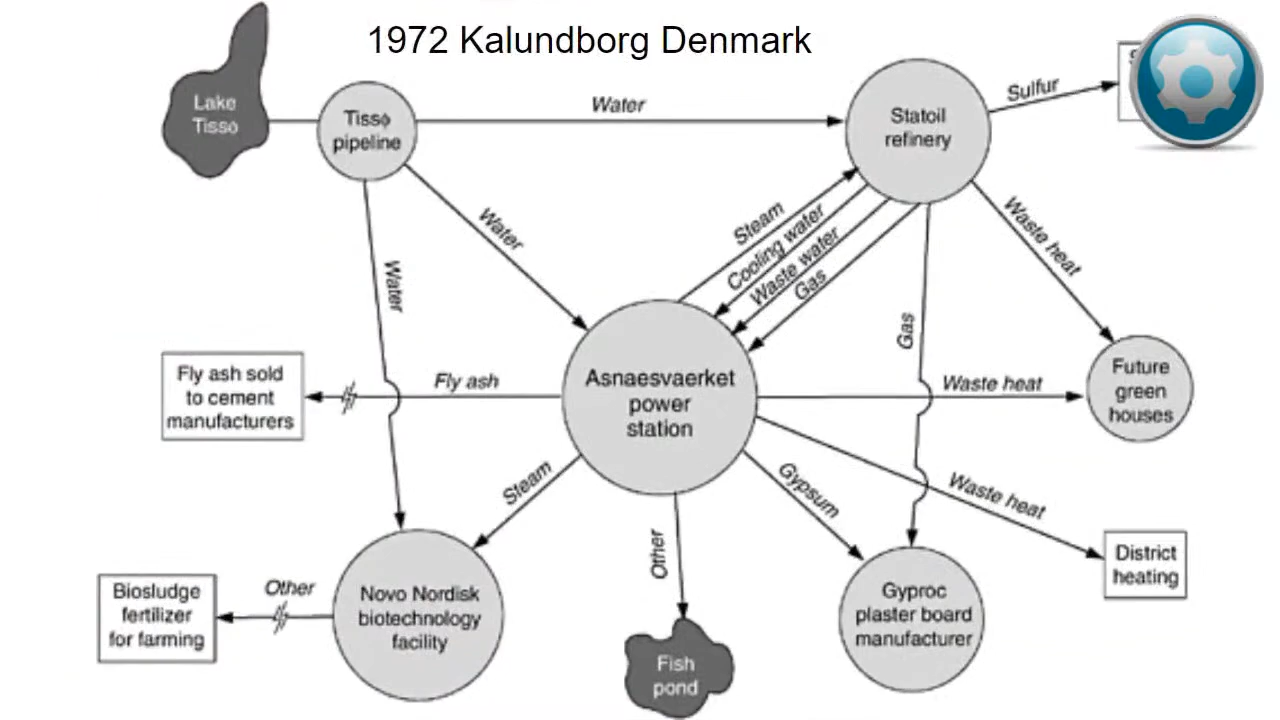 1972 Kalundborg Denmark
Lake
Tissø
Tissø
pipeline
Water
Statoil
refinery
Sulfur
Water
Water
Steam
Cooling water
Waste water
Gas
Gas
Waste heat
Fly ash sold
to cement
manufacturers
Fly ash
Asnaesvaerket
power
station
Waste heat
Future
green
houses
Steam
Other
Gypsum
Waste heat
District
heating
Biosludge
fertilizer
for farming
Other
Novo Nordisk
biotechnology
facility
Fish
pond
Gyproc
plaster board
manufacturer